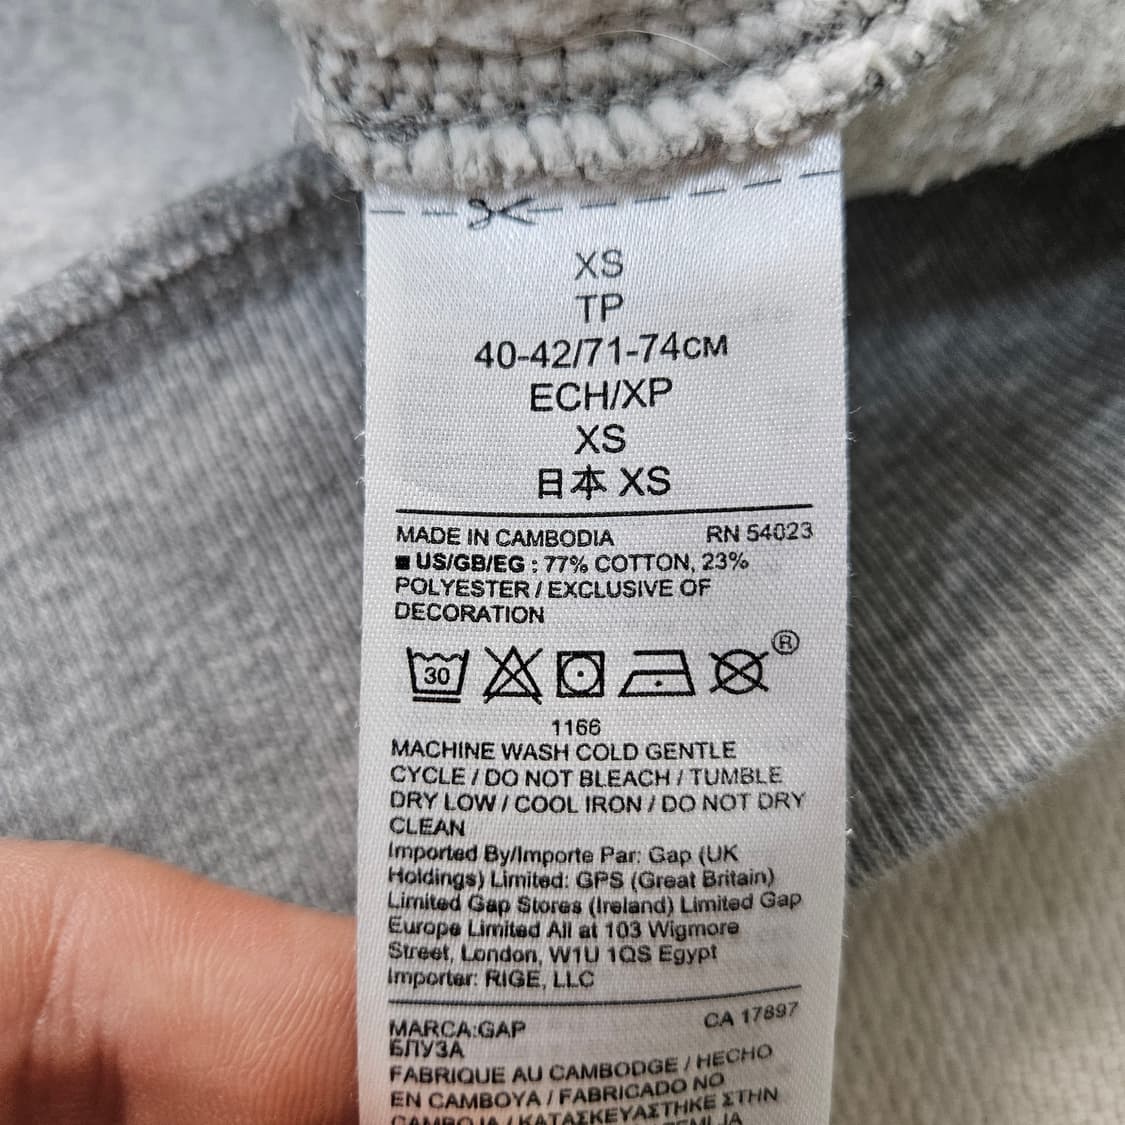 XS
TP
40-42/71-74CM
ECH/XP
XS
日本 XS
MADE IN CAMBODIA RN 54023
US/GB/EG : 77% COTTON, 23%
POLYESTER / EXCLUSIVE OF
DECORATION
30 ®
1166
MACHINE WASH COLD GENTLE
CYCLE / DO NOT BLEACH / TUMBLE
DRY LOW / COOL IRON / DO NOT DRY
CLEAN
Imported By/Importe Par: Gap (UK
Holdings) Limited: GPS (Great Britain)
Limited Gap Stores (Ireland) Limited Gap
Europe Limited All at 103 Wigmore
Street, London, W1U 1QS Egypt
Importer: RIGE, LLC
MARCA:GAP CA 17897
БЛУЗА
FABRIQUE AU CAMBODGE / HECHO
EN CAMBOYA / FABRICADO NO
CAMBOJA / ΚΑΤΑΣΚΕΥΑΣΤΗΚΕ ΣΤΗΝ